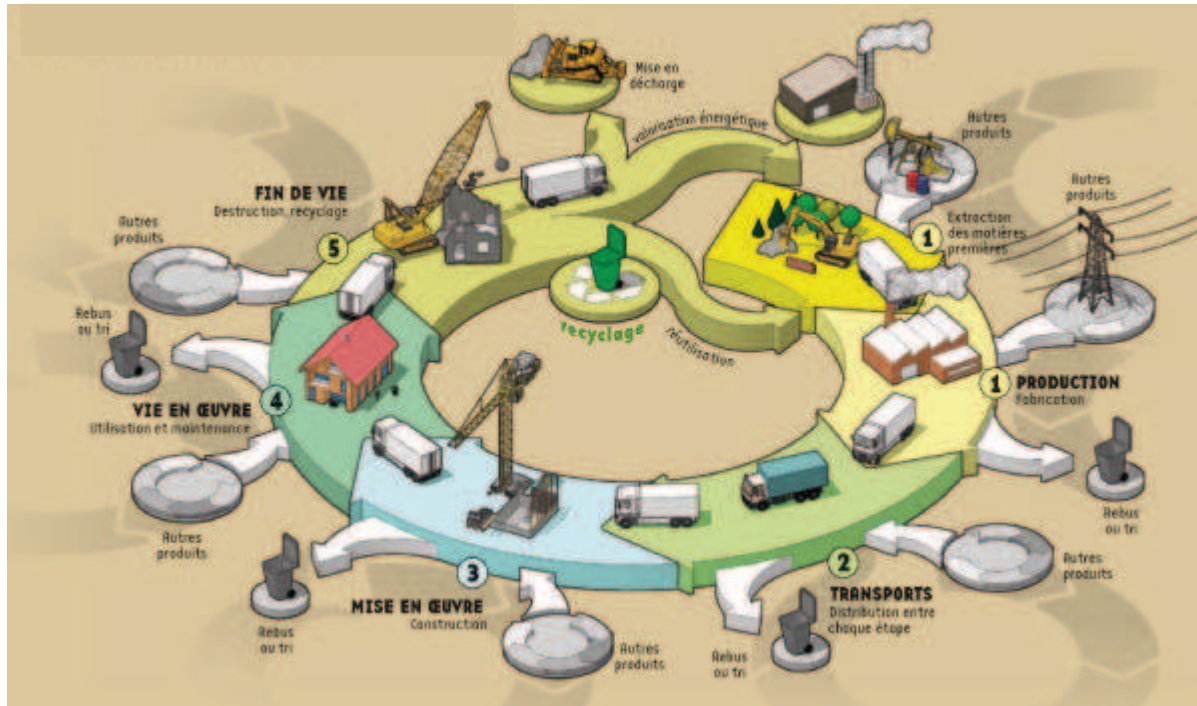 Mise en
décharge
valorisation énergétique
Autres
produits
Autres
produits
FIN DE VIE
Destruction, recyclage
5
Autres
produits
1
Extraction
des matières
premières
recyclage
réutilisation
Rebus
ou tri
VIE EN ŒUVRE
Utilisation et maintenance
4
1
PRODUCTION
Fabrication
Autres
produits
Rebus
ou tri
3
MISE EN ŒUVRE
Construction
Rebus
ou tri
Autres
produits
2
TRANSPORTS
Distribution entre
chaque étape
Autres
produits
Rebus
ou tri